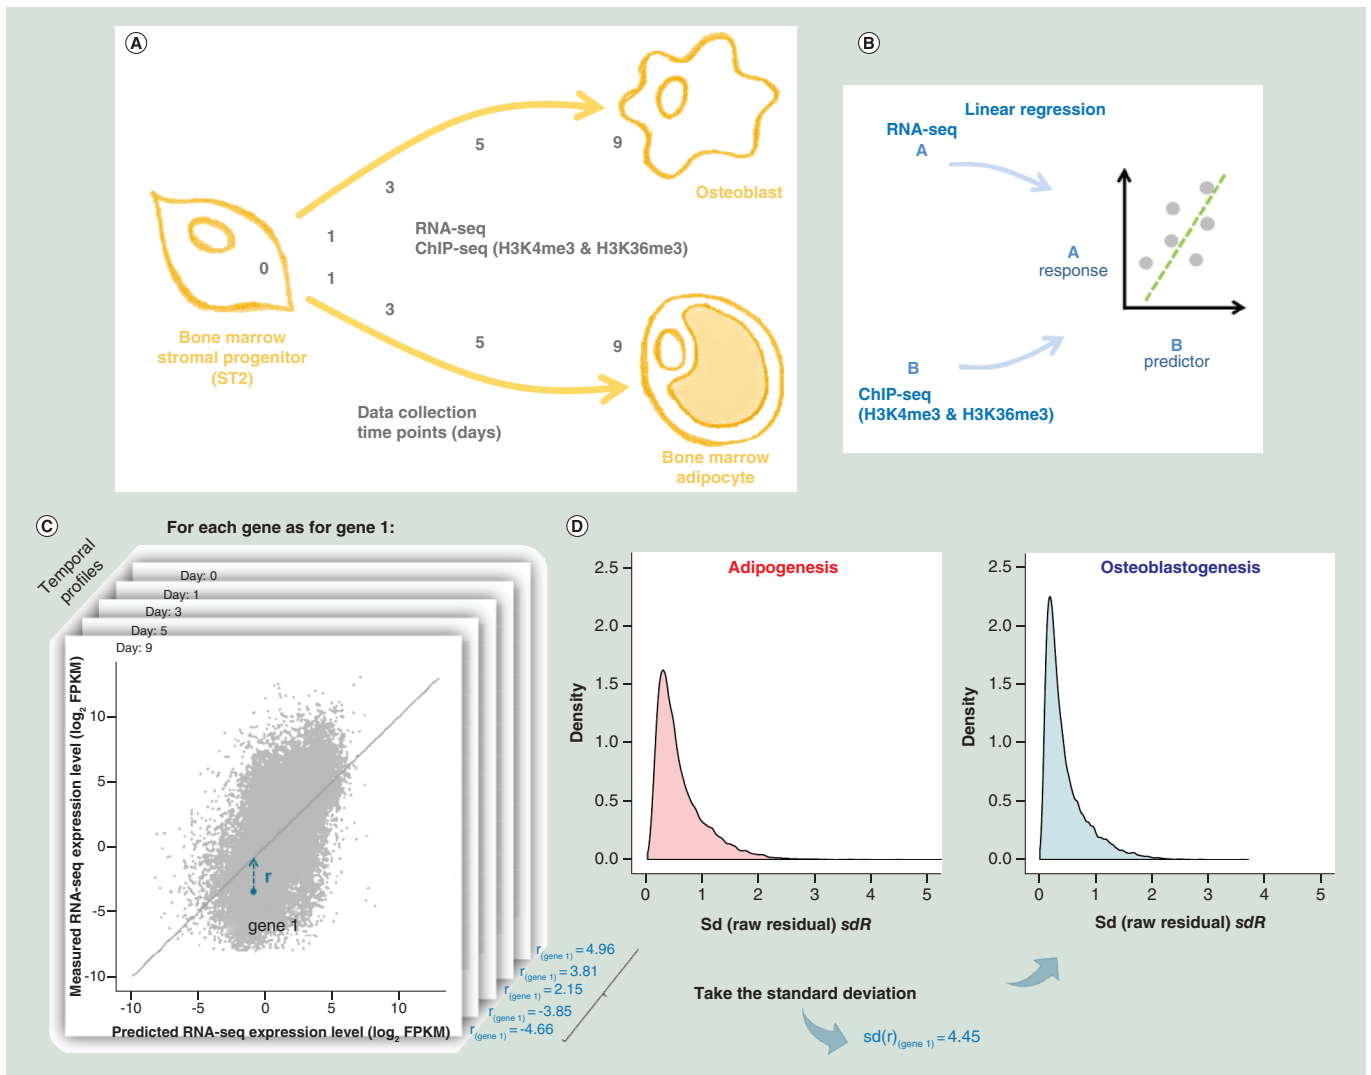 A
0
1
3
5
9
1
3
5
9
RNA-seq
ChIP-seq (H3K4me3 & H3K36me3)
Osteoblast
Bone marrow
stromal progenitor
(ST2)
Data collection
time points (days)
Bone marrow
adipocyte
B
Linear regression
RNA-seq
A
A
response
B
predictor
B
ChIP-seq
(H3K4me3 & H3K36me3)
C
For each gene as for gene 1:
Temporal
profiles
Day: 0
Day: 1
Day: 3
Day: 5
Day: 9
Measured RNA-seq expression level (log2 FPKM)
10
5
0
-5
-10
r
gene 1
-10 -5 0 5 10
Predicted RNA-seq expression level (log2 FPKM)
r(gene 1) = 4.96
r(gene 1) = 3.81
r(gene 1) = 2.15
r(gene 1) = -3.85
r(gene 1) = -4.66
D
Adipogenesis
Density
2.5
2.0
1.5
1.0
0.5
0.0
0 1 2 3 4 5
Sd (raw residual) sdR
Osteoblastogenesis
Density
2.5
2.0
1.5
1.0
0.5
0.0
0 1 2 3 4 5
Sd (raw residual) sdR
Take the standard deviation
sd(r)(gene 1) = 4.45